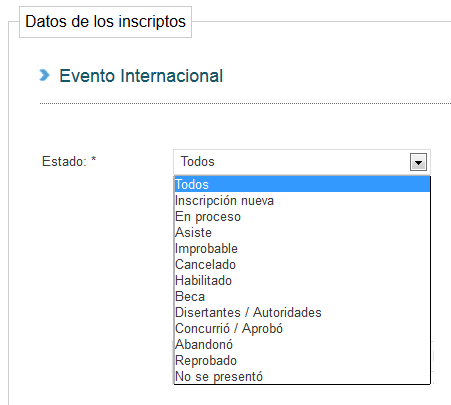 Datos de los inscriptos
Evento Internacional
Estado: * Todos
Todos
Inscripción nueva
En proceso
Asiste
Improbable
Cancelado
Habilitado
Beca
Disertantes / Autoridades
Concurrió / Aprobó
Abandonó
Reprobado
No se presentó